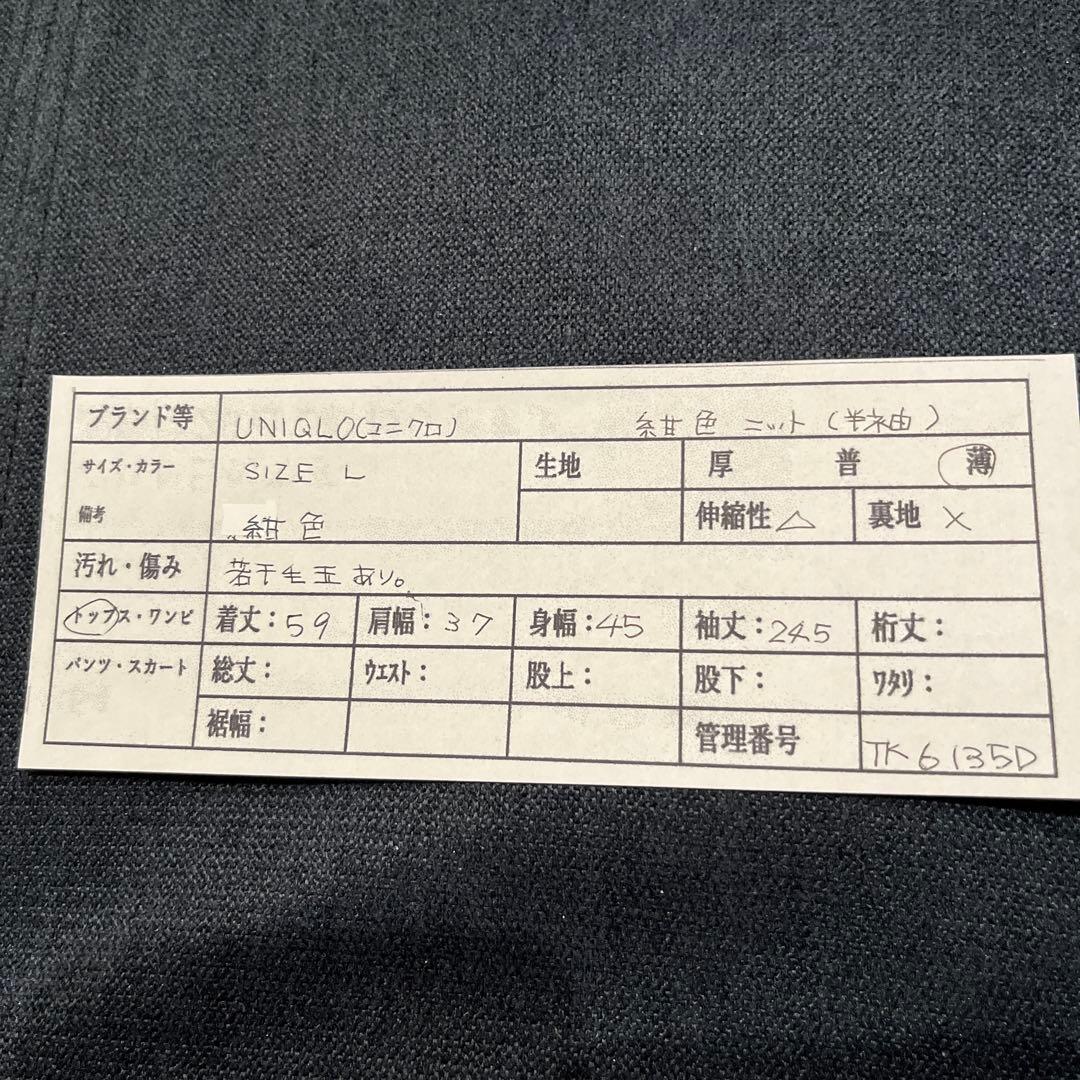 ブランド等 UNIQLO(ユニクロ) 紺色 ニット (半袖)
サイズ・カラー SIZE L 生地 厚 普 薄
備考 紺色 伸縮性 △ 裏地 ×
汚れ・傷み 若干毛玉あり。
トップス・ワンピ 着丈:59 肩幅:37 身幅:45 袖丈:24.5 桁丈:
パンツ・スカート 総丈: ウエスト: 股上: 股下: ワタリ:
裾幅: 管理番号 TK6135D